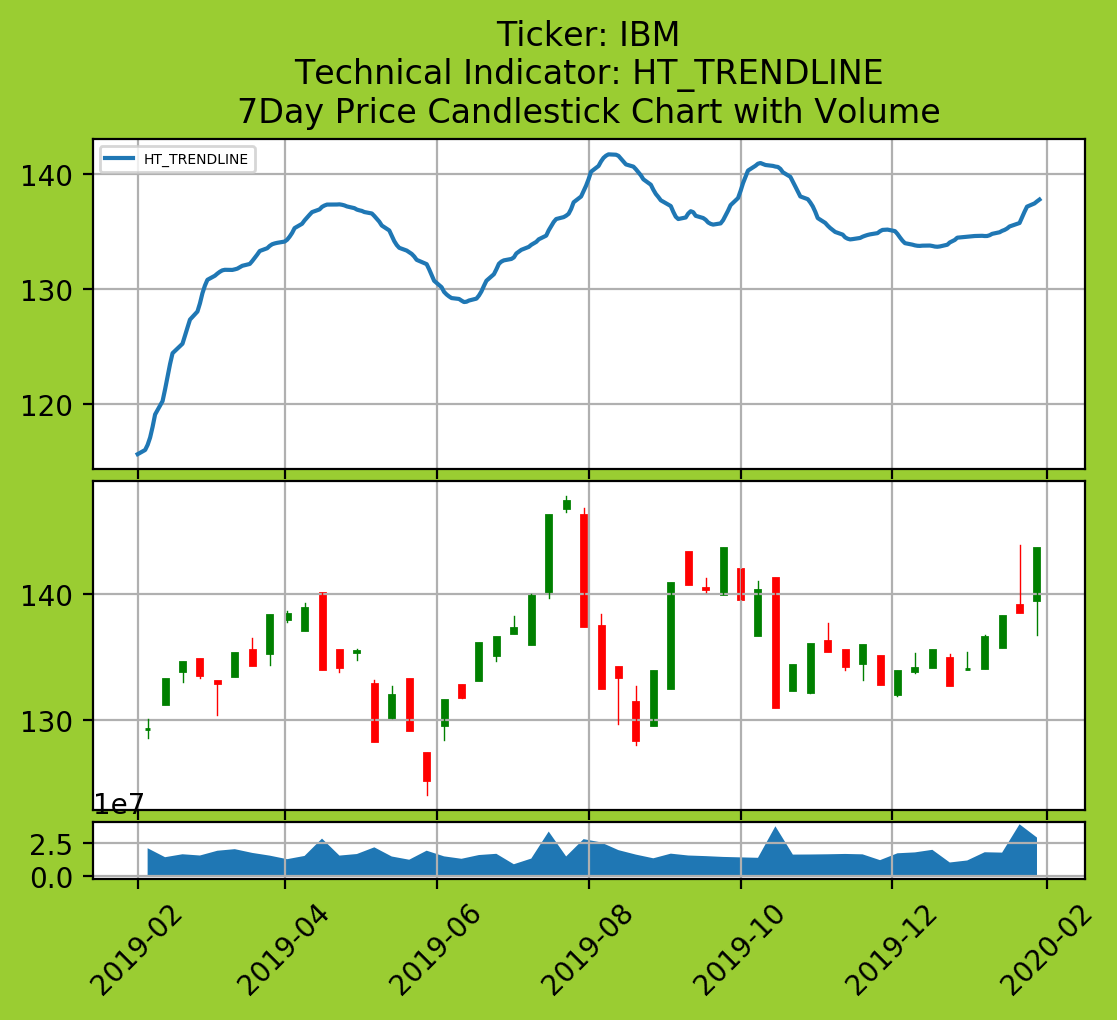 Ticker: IBM
Technical Indicator: HT_TRENDLINE
7Day Price Candlestick Chart with Volume
HT_TRENDLINE
140
130
120
140
130
1e7
2.5
0.0
2019-02
2019-04
2019-06
2019-08
2019-10
2019-12
2020-02